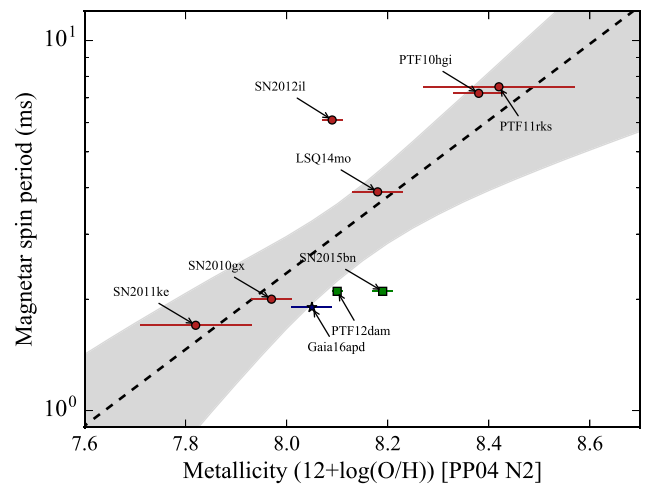 10¹
PTF10hgi
SN2012il
PTF11rks
LSQ14mo
SN2010gx
SN2015bn
SN2011ke
PTF12dam
Gaia16apd
10⁰
Magnetar spin period (ms)
7.6 7.8 8.0 8.2 8.4 8.6
Metallicity (12+log(O/H)) [PP04 N2]